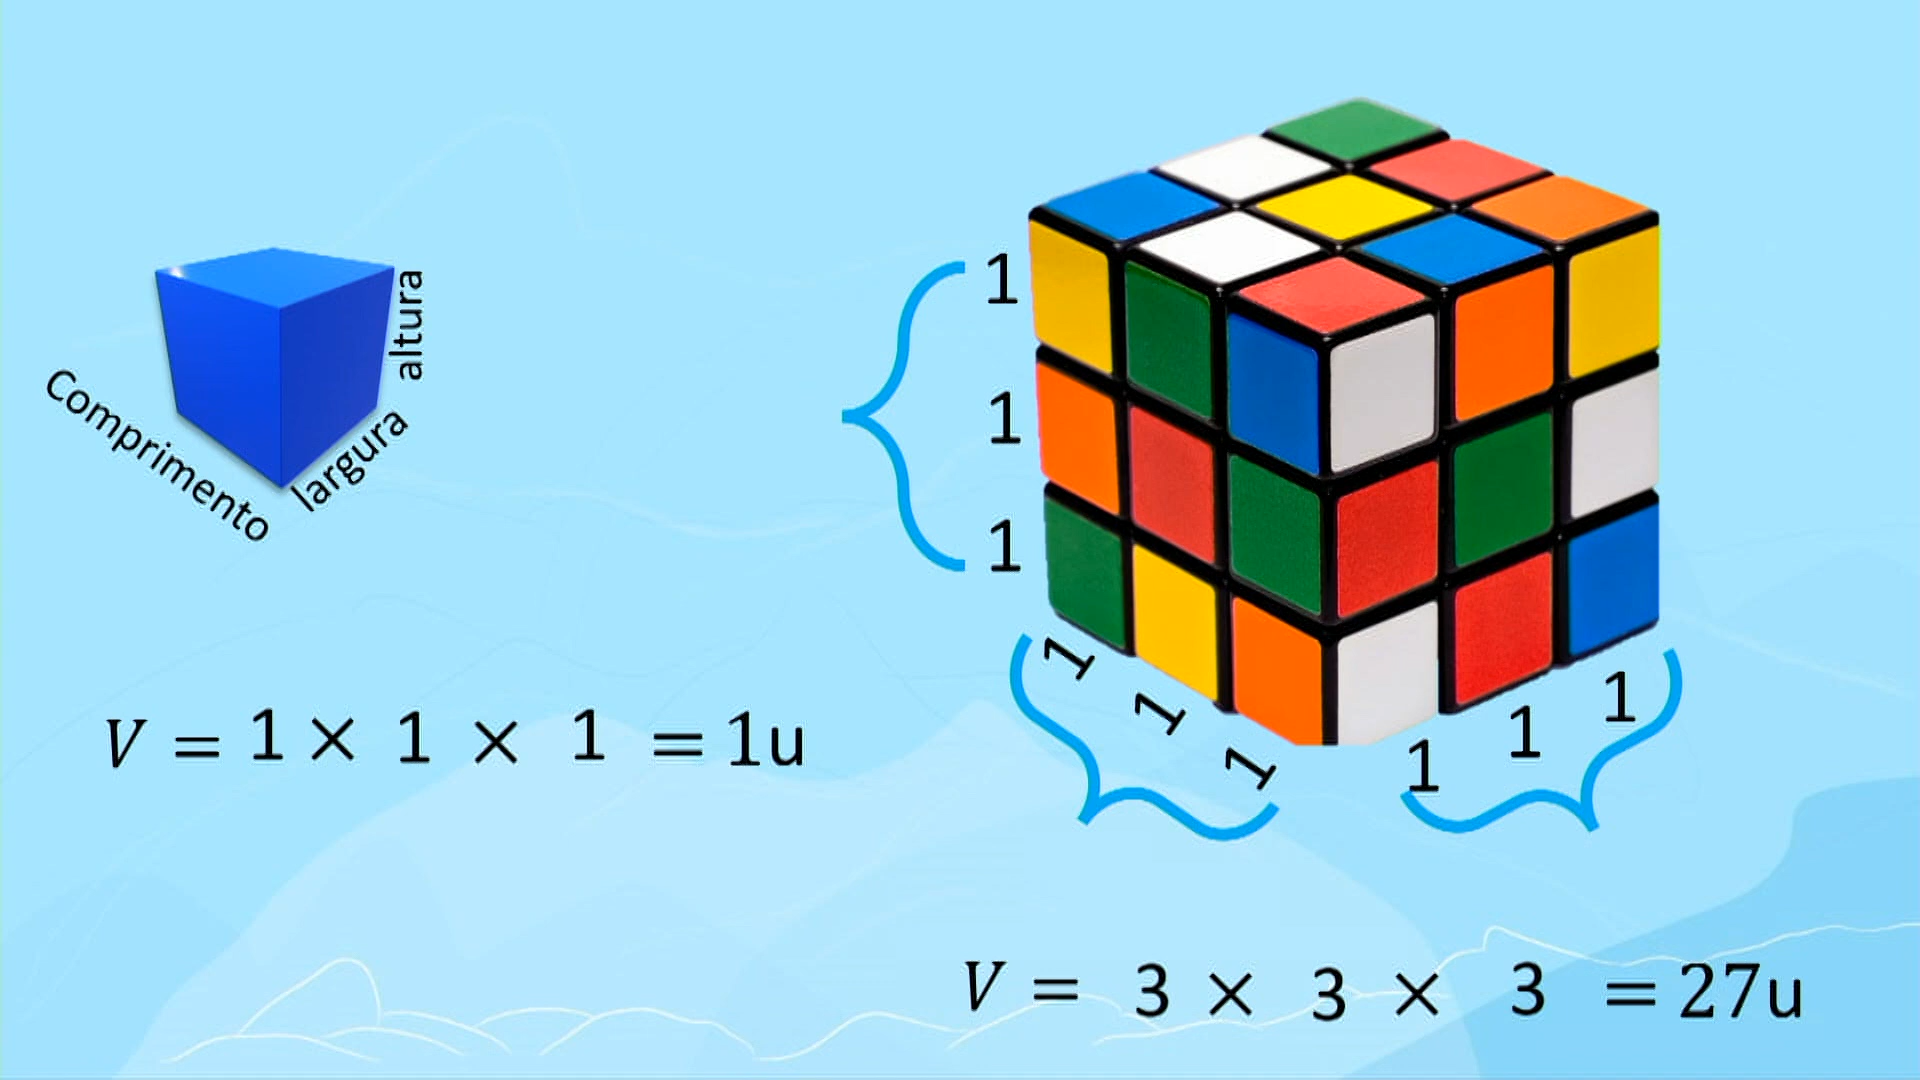 Comprimento
largura
altura
V = 1 × 1 × 1 = 1u
1
1
1
1
1
1
1
1
1
V = 3 × 3 × 3 = 27u